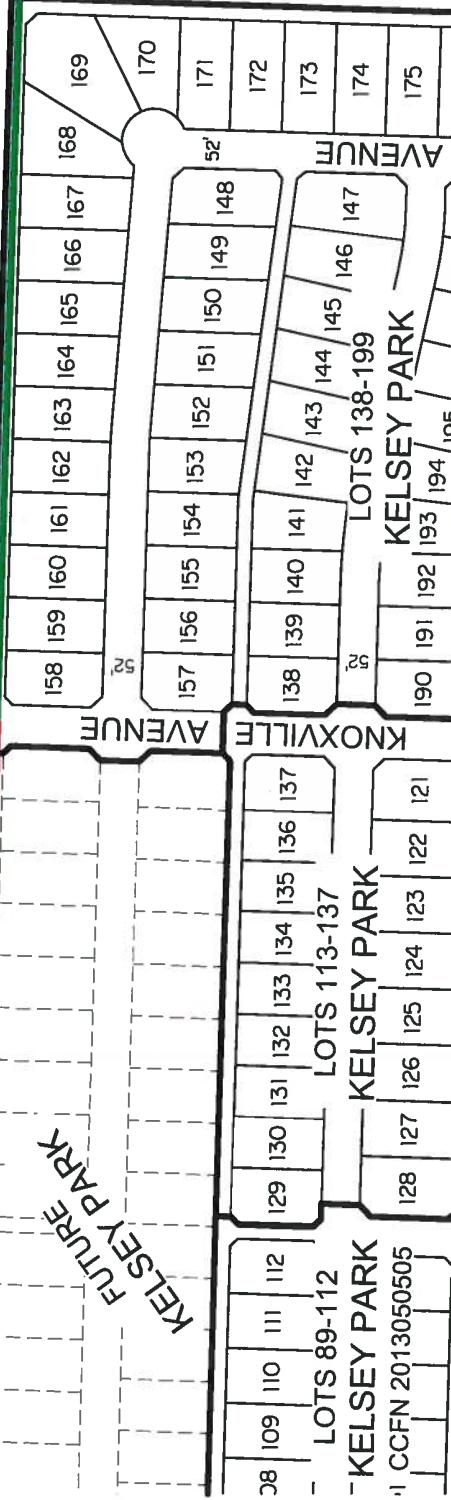 158 159 160 161 162 163 164 165 166 167 168 169
170
171
172
173
174
175
52'
52'
FUTURE
KELSEY PARK
157 156 155 154 153 152 151 150 149 148
KNOXVILLE AVENUE
AVENUE
109 110 111 112
LOTS 89-112
KELSEY PARK
CCFN 2013050505
129 130 131 132 133 134 135 136 137
LOTS 113-137
KELSEY PARK
128 127 126 125 124 123 122 121
138 139 140 141 142 143 144 145 146 147
52'
LOTS 138-199
KELSEY PARK
190 191 192 193 194